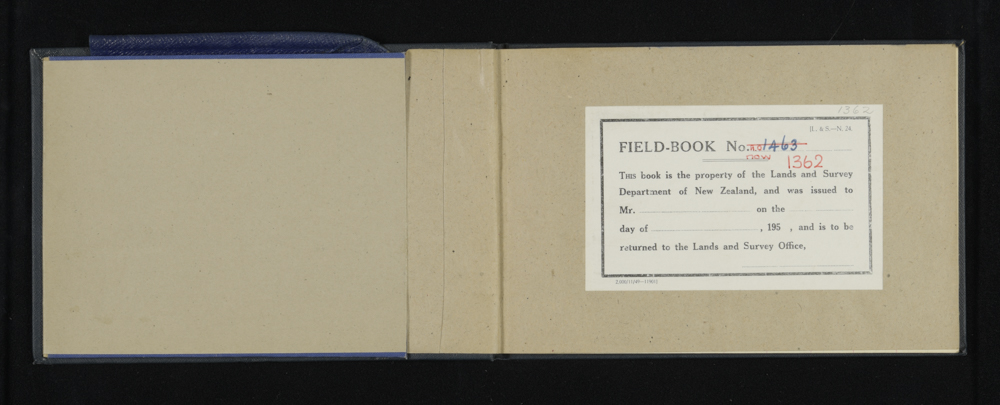 1362
[L. & S.—N. 24.
FIELD-BOOK No. 1463
now 1362
This book is the property of the Lands and Survey
Department of New Zealand, and was issued to
Mr. on the
day of , 195 , and is to be
returned to the Lands and Survey Office,